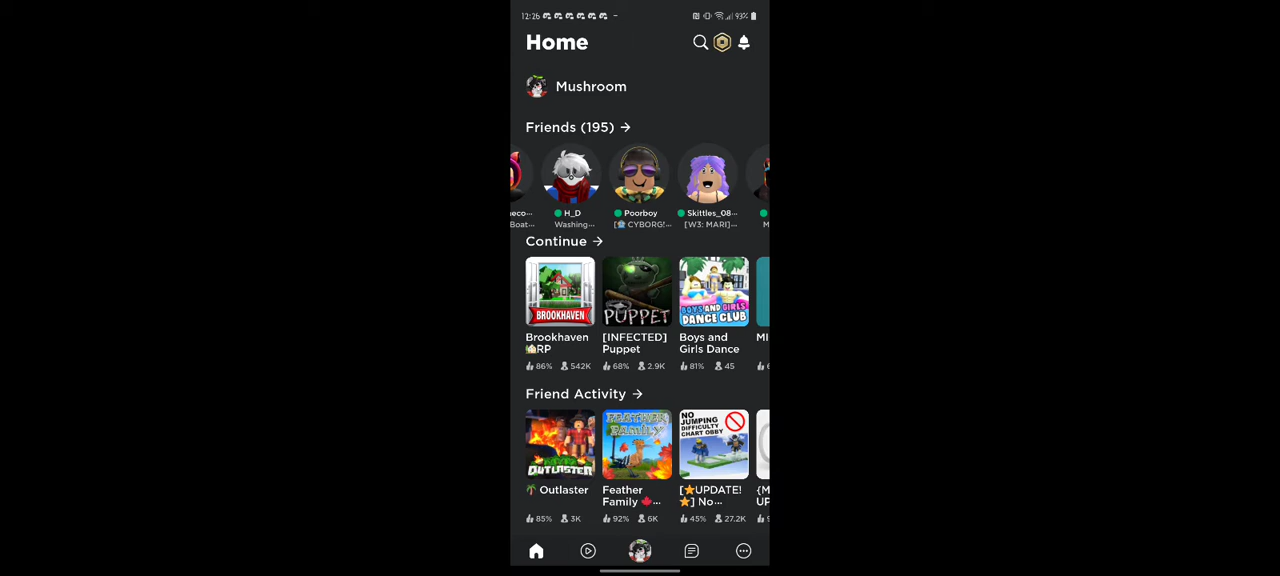 12:26
93%
Home
Mushroom
Friends (195) →
H_D
Poorboy
Skittles_08...
Boat...
Washing...
[🤖 CYBORG!...
[W3: MARI]...
Continue →
BROOKHAVEN
PUPPET
BOYS AND GIRLS
DANCE CLUB
Brookhaven
🏡RP
[INFECTED]
Puppet
Boys and
Girls Dance
86% 542K
68% 2.9K
81% 45
Friend Activity →
OUTLASTER
FEATHER
FAMILY
NO
JUMPING
DIFFICULTY
CHART OBBY
🌴 Outlaster
Feather
Family 🍁...
[⭐UPDATE!
⭐] No...
85% 3K
92% 6K
45% 27.2K